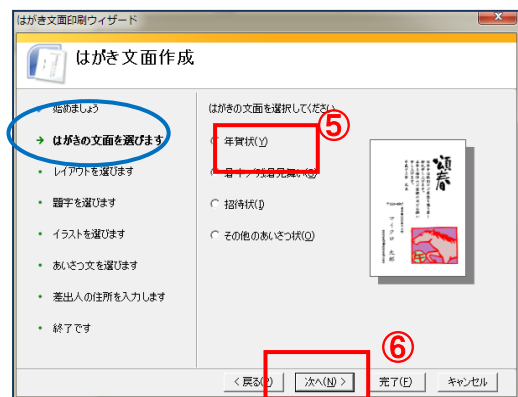 はがき文面印刷ウィザード
はがき文面作成
始めましょう
はがきの文面を選びます
レイアウトを選びます
題字を選びます
イラストを選びます
あいさつ文を選びます
差出人の住所を入力します
終了です
はがきの文面を選択してください
⑤
年賀状(Y)
招待状(I)
その他のあいさつ状(O)
頌春
マイクロ 太郎
⑥
次へ(N) >
完了(F)
キャンセル